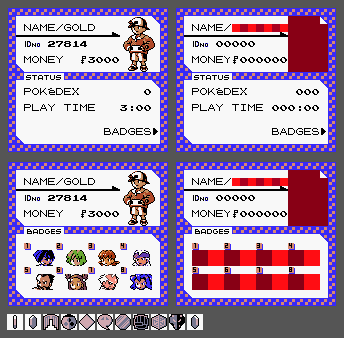 NAME/GOLD
IDNo 27814
MONEY ₽3000
STATUS
POKéDEX 0
PLAY TIME 3:00
BADGES▶
NAME/
IDNo 00000
MONEY ₽000000
STATUS
POKéDEX 000
PLAY TIME 000:00
BADGES▶
NAME/GOLD
IDNo 27814
MONEY ₽3000
BADGES
1 2 3 4
5 6 7 8
NAME/
IDNo 00000
MONEY ₽000000
BADGES
1 2 3 4
5 6 7 8